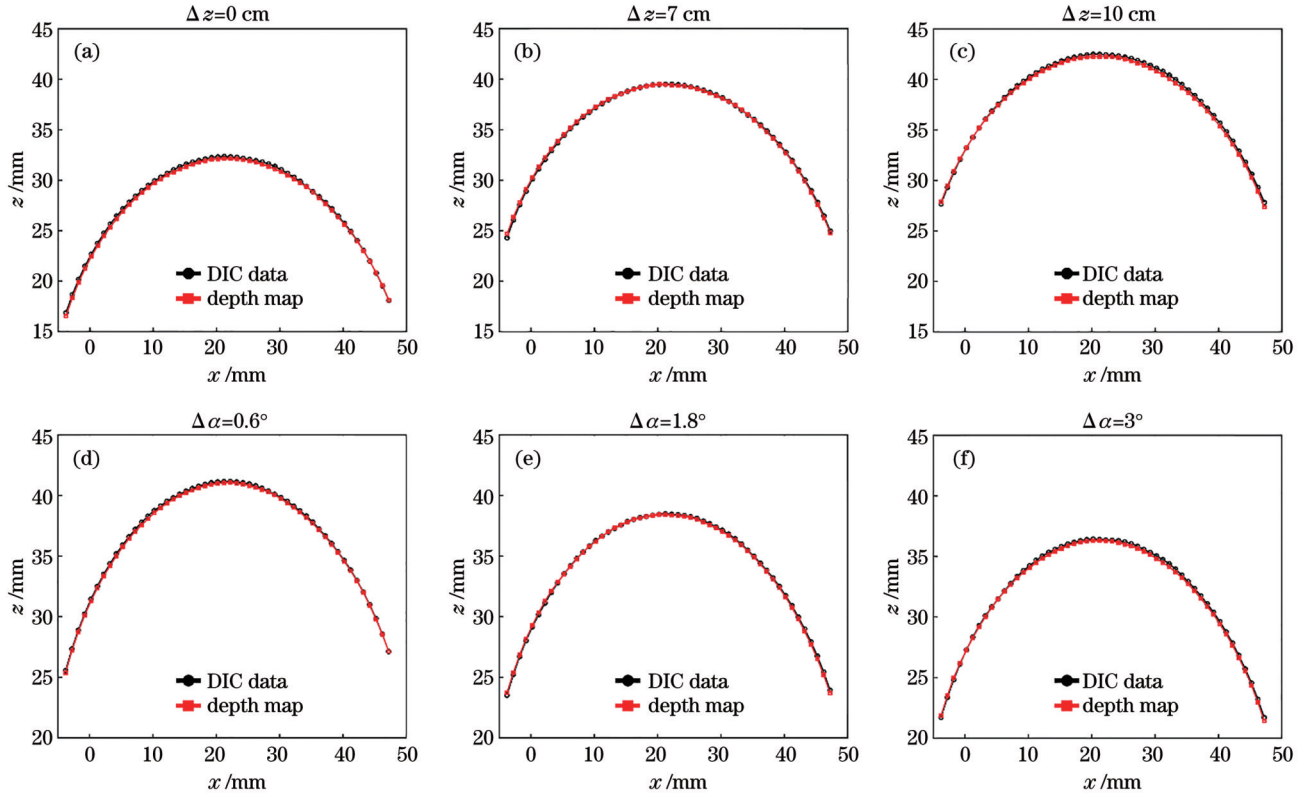 Δz=0 cm
(a)
45
40
35
30
25
20
15
z/mm
DIC data
depth map
0 10 20 30 40 50
x/mm
Δz=7 cm
(b)
45
40
35
30
25
20
15
z/mm
DIC data
depth map
0 10 20 30 40 50
x/mm
Δz=10 cm
(c)
45
40
35
30
25
20
15
z/mm
DIC data
depth map
0 10 20 30 40 50
x/mm
Δα=0.6°
(d)
45
40
35
30
25
20
z/mm
DIC data
depth map
0 10 20 30 40 50
x/mm
Δα=1.8°
(e)
45
40
35
30
25
20
z/mm
DIC data
depth map
0 10 20 30 40 50
x/mm
Δα=3°
(f)
45
40
35
30
25
20
z/mm
DIC data
depth map
0 10 20 30 40 50
x/mm